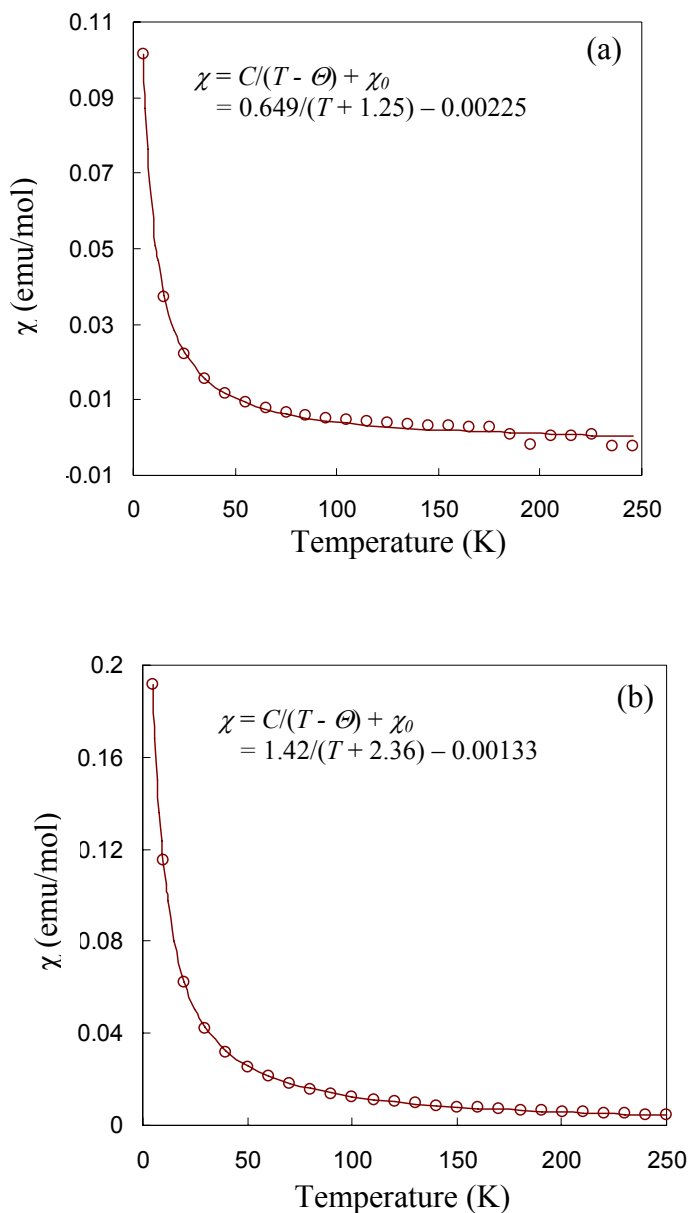 (a)
χ = C/(T - Θ) + χ0
= 0.649/(T + 1.25) – 0.00225
χ (emu/mol)
0.11
0.09
0.07
0.05
0.03
0.01
-0.01
0 50 100 150 200 250
Temperature (K)
(b)
χ = C/(T - Θ) + χ0
= 1.42/(T + 2.36) – 0.00133
χ (emu/mol)
0.2
0.16
0.12
0.08
0.04
0
0 50 100 150 200 250
Temperature (K)